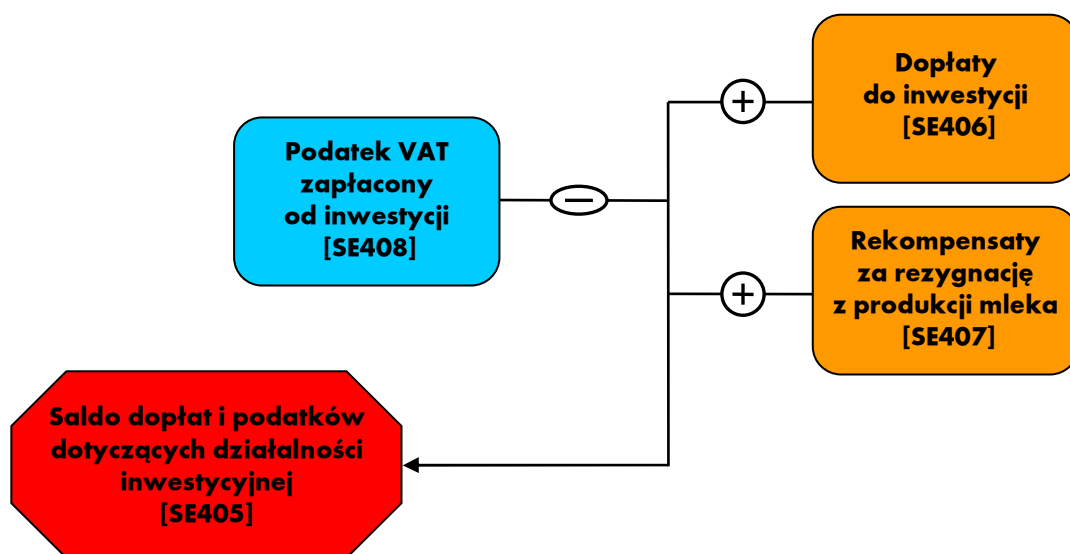 Dopłaty
do inwestycji
[SE406]
+
Podatek VAT
zapłacony
od inwestycji
[SE408]
−
Rekompensaty
za rezygnację
z produkcji mleka
[SE407]
+
Saldo dopłat i podatków
dotyczących działalności
inwestycyjnej
[SE405]